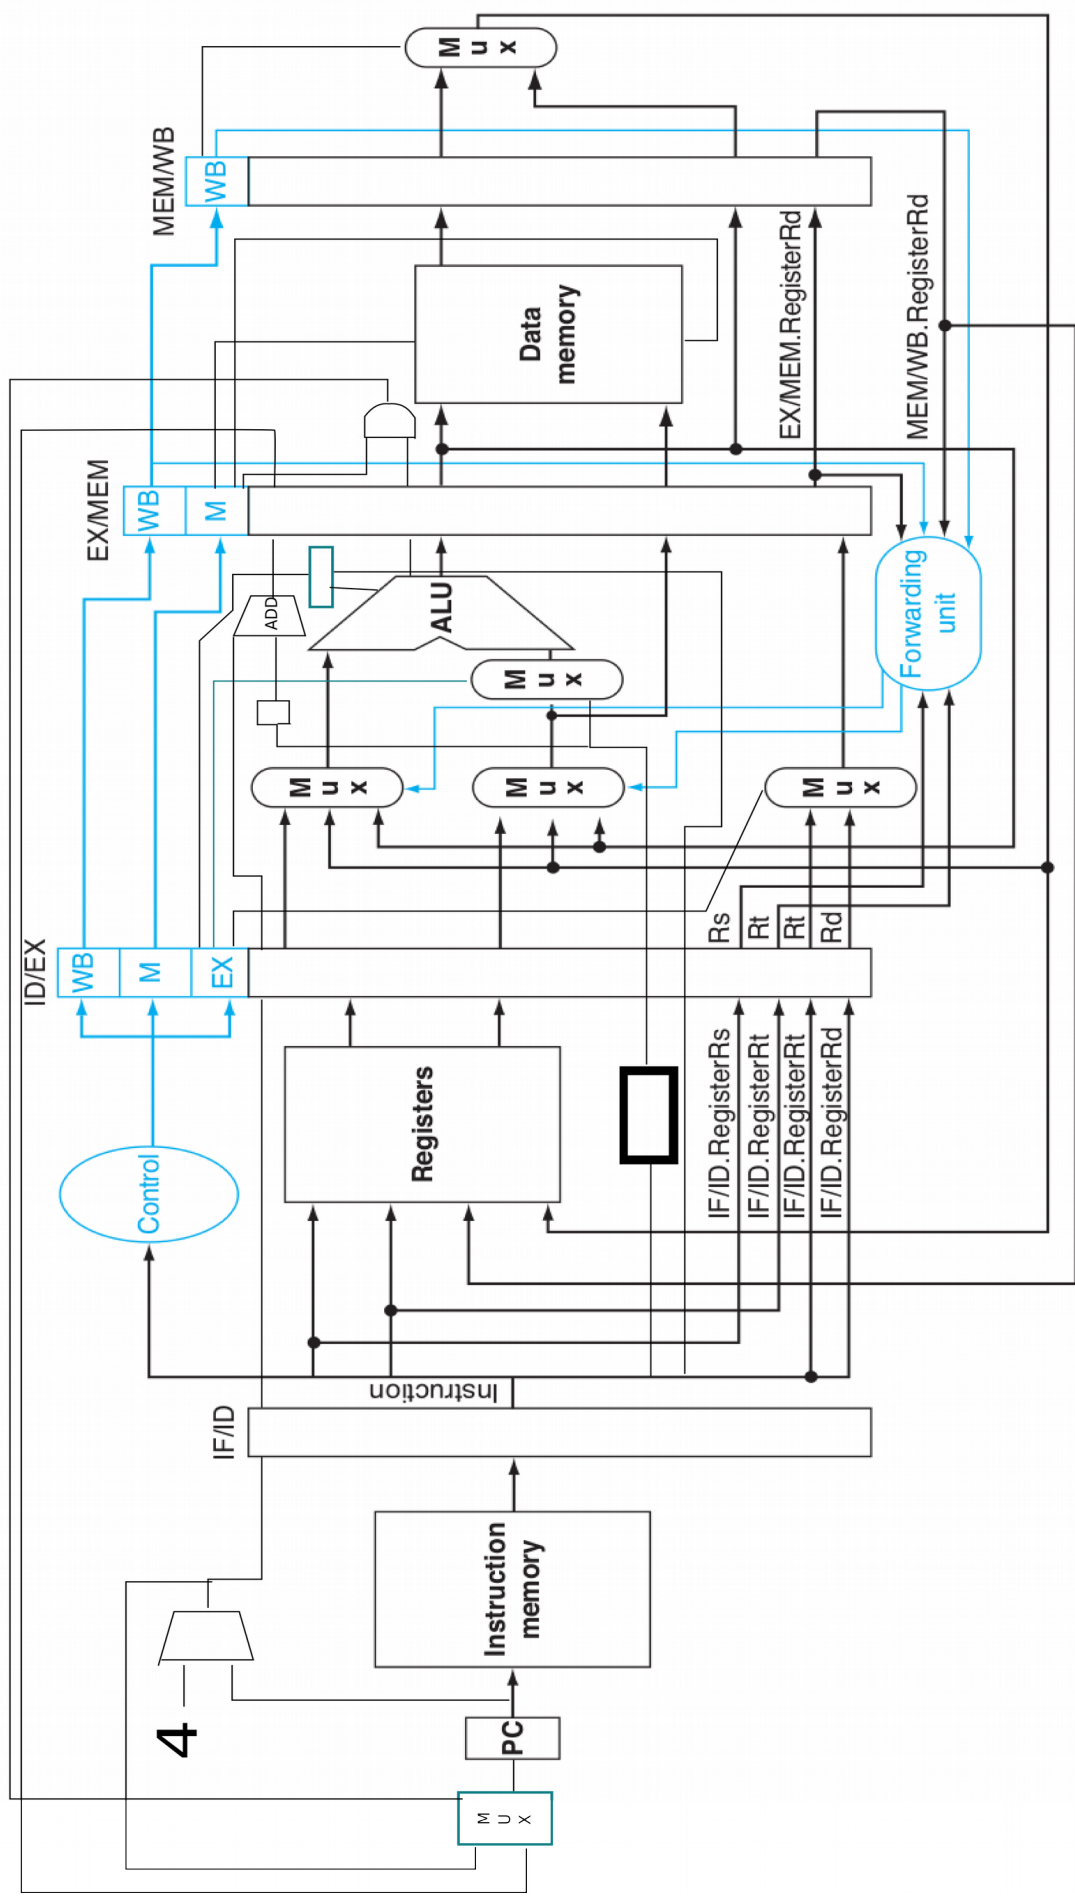 ID/EX
WB
M
EX
Control
EX/MEM
WB
M
MEM/WB
WB
IF/ID
4
ADD
M
u
x
M
u
x
M
u
x
M
u
x
M
u
x
ALU
Registers
Instruction
Instruction
memory
PC
M
U
X
Data
memory
Rs
Rt
Rt
Rd
IF/ID.RegisterRs
IF/ID.RegisterRt
IF/ID.RegisterRt
IF/ID.RegisterRd
EX/MEM.RegisterRd
MEM/WB.RegisterRd
Forwarding
unit